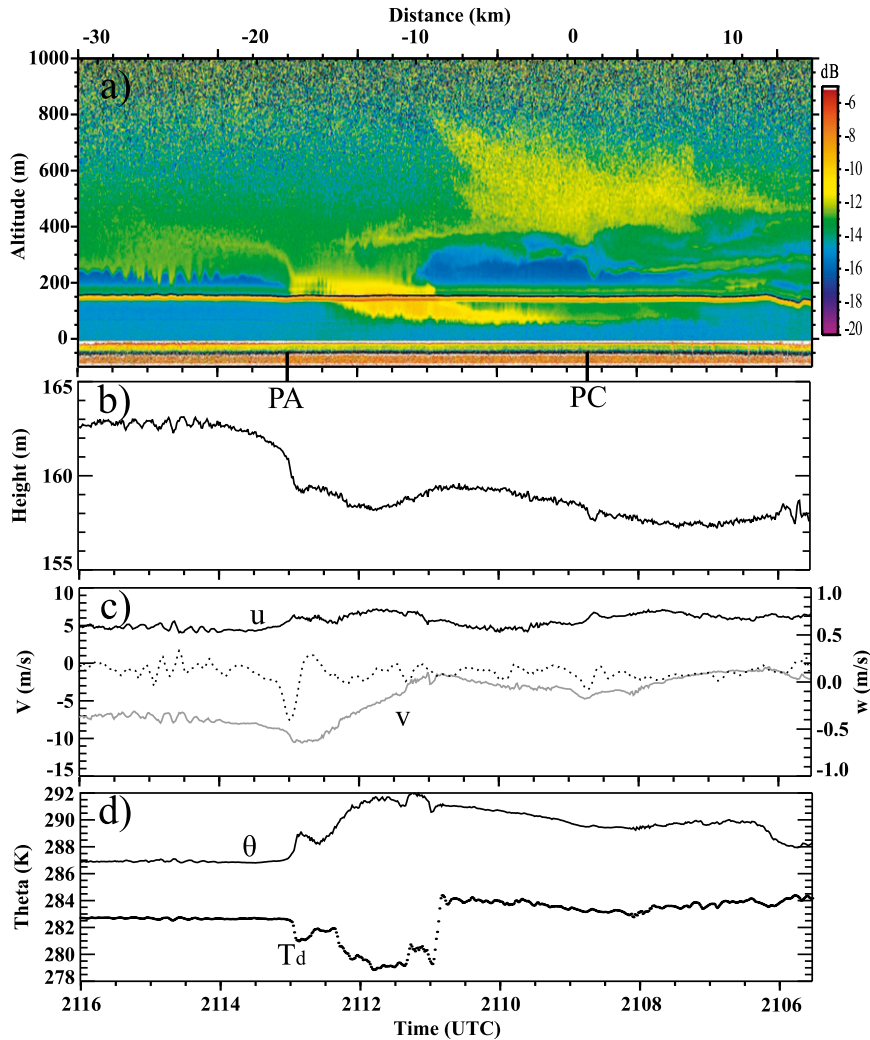 Distance (km)
-30 -20 -10 0 10
a)
1000
800
600
400
200
0
Altitude (m)
dB
-6
-8
-10
-12
-14
-16
-18
-20
PA PC
b)
165
160
155
Height (m)
c)
10
5
0
-5
-10
-15
V (m/s)
u
v
1.0
0.5
0.0
-0.5
-1.0
w (m/s)
d)
292
290
288
286
284
282
280
278
Theta (K)
θ
Td
2116 2114 2112 2110 2108 2106
Time (UTC)